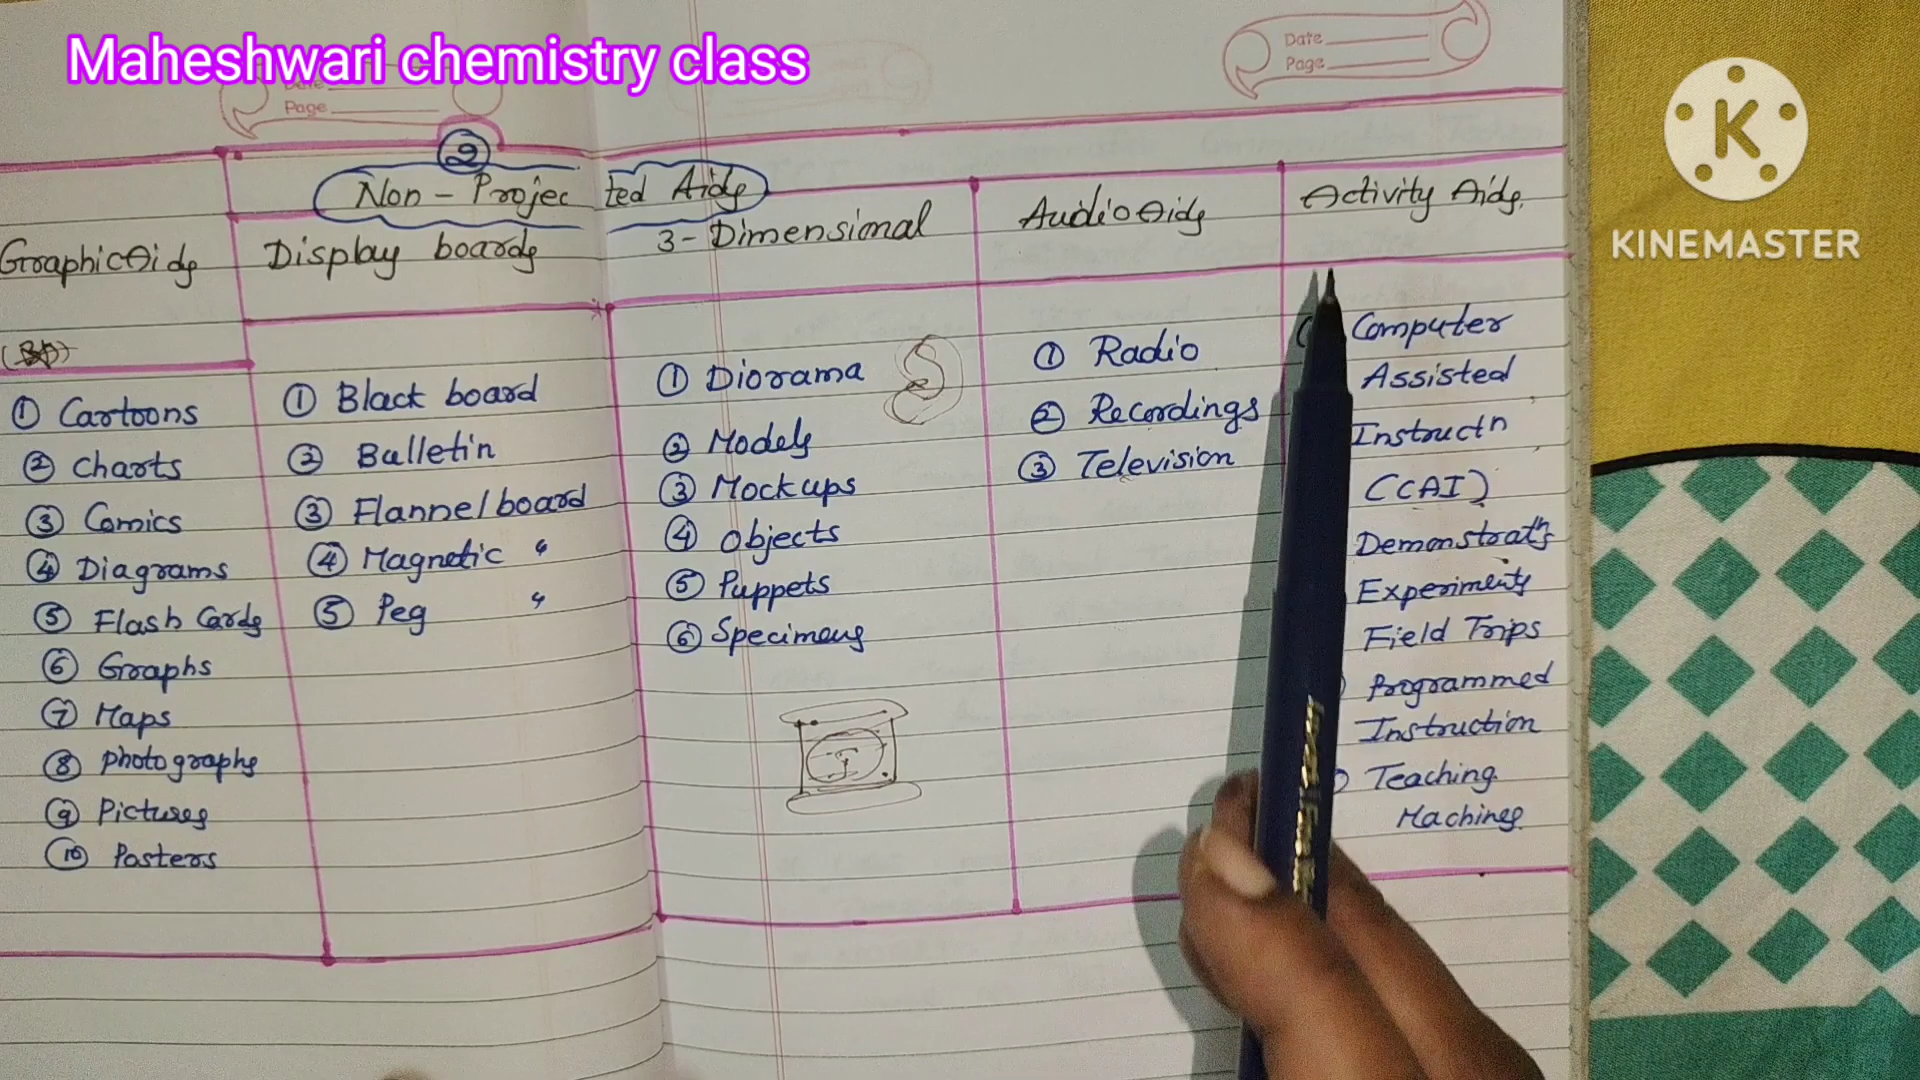 Maheshwari chemistry class
Date
Page
Date
Page
KINEMASTER
2
Non - Projected Aids
Graphic Aids
① Cartoons
② Charts
③ Comics
④ Diagrams
⑤ Flash Cards
⑥ Graphs
⑦ Maps
⑧ Photographs
⑨ Pictures
⑩ Posters
Display boards
① Black board
② Bulletin
③ Flannel board
④ Magnetic "
⑤ Peg "
3-Dimensional
① Diorama
② Models
③ Mockups
④ Objects
⑤ Puppets
⑥ Specimens
Audio Aids
① Radio
② Recordings
③ Television
Activity Aids.
Computer
Assisted
Instructn
(CAI)
Demonstratn
Experiments
Field Trips
Programmed
Instruction
Teaching
Machines